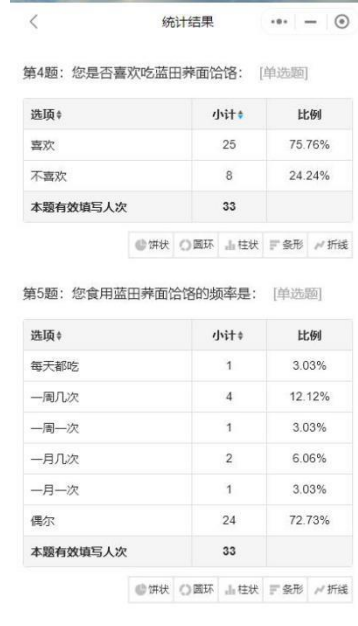 统计结果
第4题：您是否喜欢吃蓝田荞面饸饹： [单选题]
选项 小计 比例
喜欢 25 75.76%
不喜欢 8 24.24%
本题有效填写人次 33
饼状 圆环 柱状 条形 折线
第5题：您食用蓝田荞面饸饹的频率是： [单选题]
选项 小计 比例
每天都吃 1 3.03%
一周几次 4 12.12%
一周一次 1 3.03%
一月几次 2 6.06%
一月一次 1 3.03%
偶尔 24 72.73%
本题有效填写人次 33
饼状 圆环 柱状 条形 折线